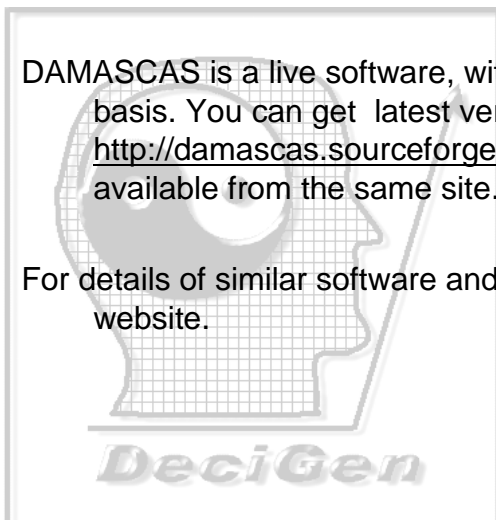 DAMASCAS is a live software, wit
basis. You can get latest ver
http://damascas.sourceforge
available from the same site.
For details of similar software and
website.
DeciGen